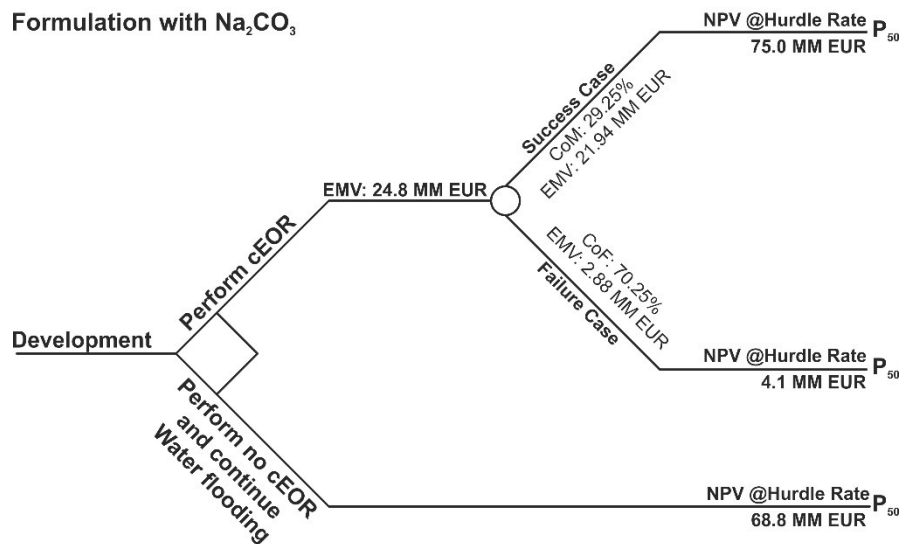 Formulation with Na₂CO₃
NPV @Hurdle Rate P₅₀
75.0 MM EUR
Success Case
CoM: 29.25%
EMV: 21.94 MM EUR
EMV: 24.8 MM EUR
Perform cEOR
CoF: 70.25%
EMV: 2.88 MM EUR
Failure Case
Development
NPV @Hurdle Rate P₅₀
4.1 MM EUR
Perform no cEOR
and continue
Water flooding
NPV @Hurdle Rate P₅₀
68.8 MM EUR